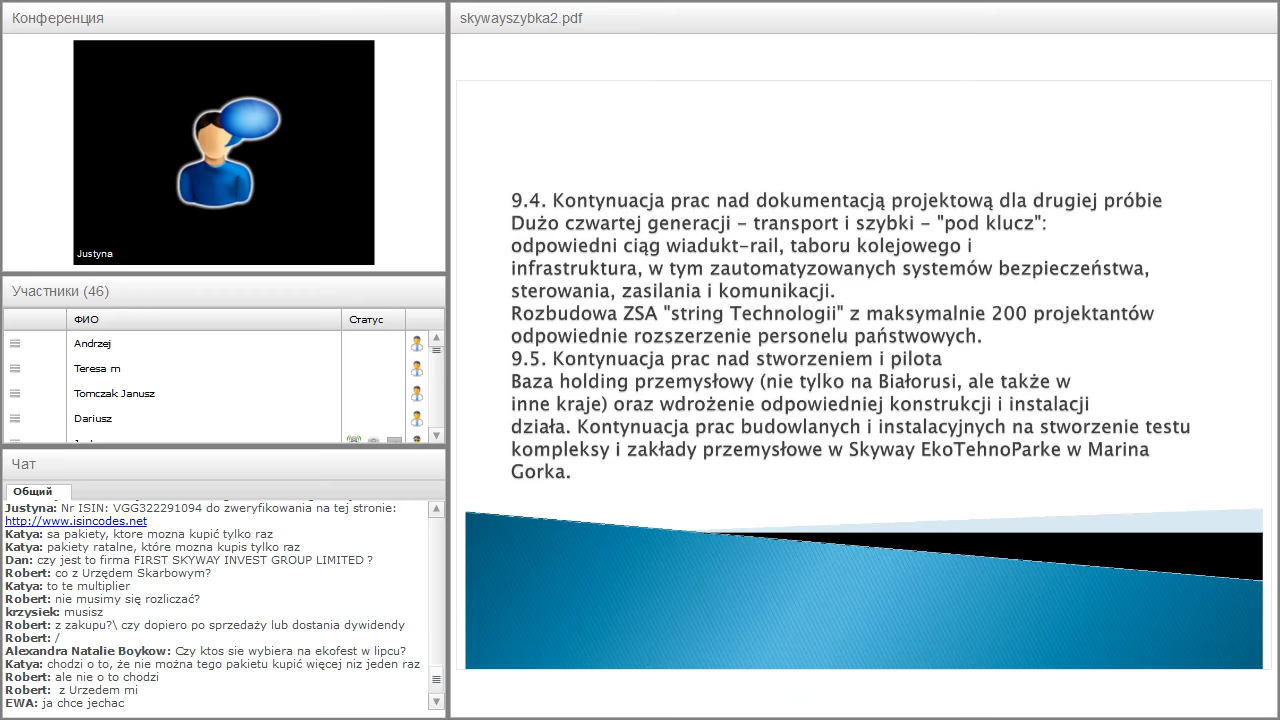 Конференция
Justyna
Участники (46)
ФИО
Статус
Andrzej
Teresa m
Tomczak Janusz
Dariusz
Чат
Общий
Justyna: Nr ISIN: VGG322291094 do zweryfikowania na tej stronie:
http://www.isincodes.net
Katya: sa pakiety, ktore mozna kupić tylko raz
Katya: pakiety ratalne, które mozna kupis tylko raz
Dan: czy jest to firma FIRST SKYWAY INVEST GROUP LIMITED ?
Robert: co z Urzędem Skarbowym?
Katya: to te multiplier
Robert: nie musimy się rozliczać?
krzysiek: musisz
Robert: z zakupu?\ czy dopiero po sprzedaży lub dostania dywidendy
Robert: /
Alexandra Natalie Boykow: Czy ktos sie wybiera na ekofest w lipcu?
Katya: chodzi o to, że nie można tego pakietu kupić więcej niz jeden raz
Robert: ale nie o to chodzi
Robert: z Urzedem mi
EWA: ja chce jechac
skywayszybka2.pdf
9.4. Kontynuacja prac nad dokumentacją projektową dla drugiej próbie
Dużo czwartej generacji - transport i szybki - "pod klucz":
odpowiedni ciąg wiadukt-rail, taboru kolejowego i
infrastruktura, w tym zautomatyzowanych systemów bezpieczeństwa,
sterowania, zasilania i komunikacji.
Rozbudowa ZSA "string Technologii" z maksymalnie 200 projektantów
odpowiednie rozszerzenie personelu państwowych.
9.5. Kontynuacja prac nad stworzeniem i pilota
Baza holding przemysłowy (nie tylko na Białorusi, ale także w
inne kraje) oraz wdrożenie odpowiedniej konstrukcji i instalacji
działa. Kontynuacja prac budowlanych i instalacyjnych na stworzenie testu
kompleksy i zakłady przemysłowe w Skyway EkoTehnoParke w Marina
Gorka.